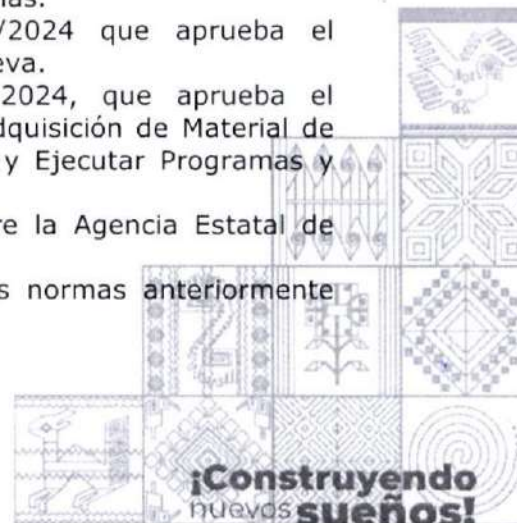 /2024 que aprueba el
eva.
2024, que aprueba el
dquisición de Material de
y Ejecutar Programas y
re la Agencia Estatal de
s normas anteriormente
¡Construyendo
nuevos sueños!